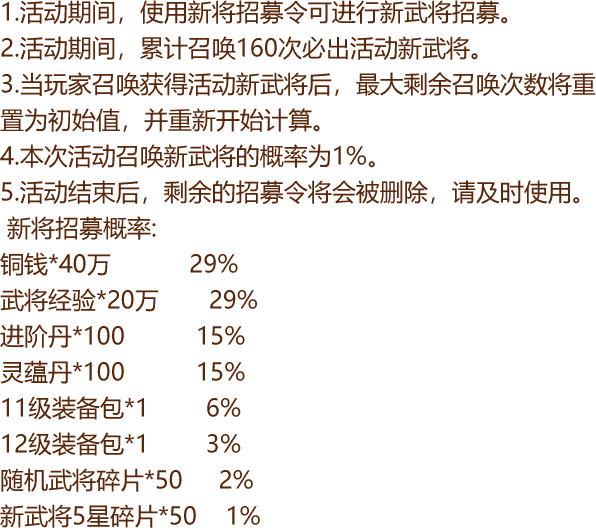 1.活动期间，使用新将招募令可进行新武将招募。
2.活动期间，累计召唤160次必出活动新武将。
3.当玩家召唤获得活动新武将后，最大剩余召唤次数将重
置为初始值，并重新开始计算。
4.本次活动召唤新武将的概率为1%。
5.活动结束后，剩余的招募令将会被删除，请及时使用。
新将招募概率:
铜钱*40万 29%
武将经验*20万 29%
进阶丹*100 15%
灵蕴丹*100 15%
11级装备包*1 6%
12级装备包*1 3%
随机武将碎片*50 2%
新武将5星碎片*50 1%